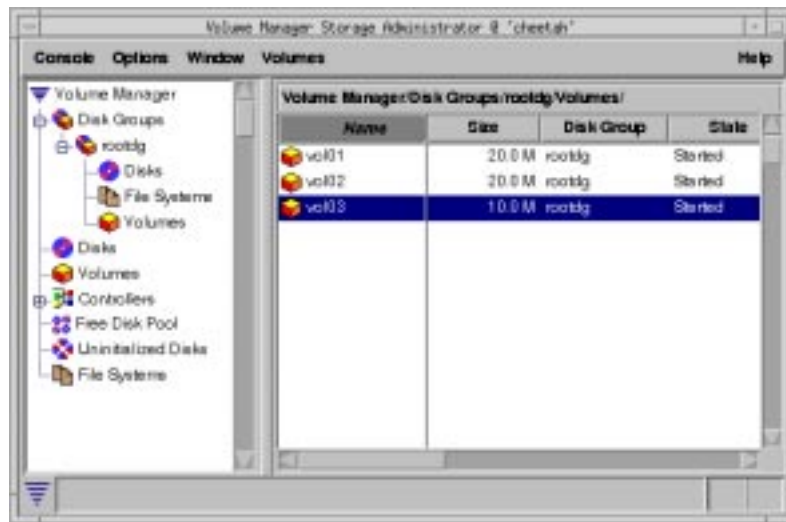 Volume Manager Storage Administrator @ "cheetah"
Console Options Window Volumes Help
Volume Manager
Disk Groups
rootdg
Disks
File Systems
Volumes
Disks
Volumes
Controllers
Free Disk Pool
Uninitialized Disks
File Systems
Volume Manager/Disk Groups/rootdg/Volumes/
Name Size Disk Group State
vol01 20.0 M rootdg Started
vol02 20.0 M rootdg Started
vol03 10.0 M rootdg Started